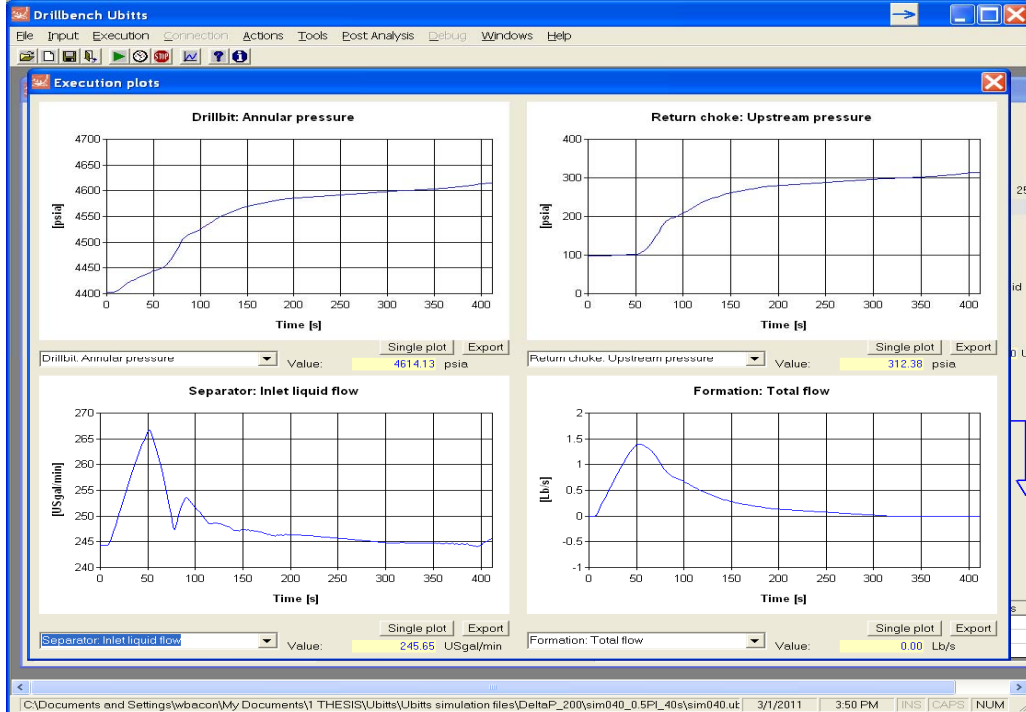 Drillbench Ubitts
File Input Execution Connection Actions Tools Post Analysis Debug Windows Help
STOP
Execution plots
Drillbit: Annular pressure
[psia]
4700
4650
4600
4550
4500
4450
4400
0 50 100 150 200 250 300 350 400
Time [s]
Single plot Export
Drillbit: Annular pressure Value: 4614.13 psia
Return choke: Upstream pressure
[psia]
400
300
200
100
0
0 50 100 150 200 250 300 350 400
Time [s]
Single plot Export
Return choke: Upstream pressure Value: 312.38 psia
Separator: Inlet liquid flow
[USgal/min]
270
265
260
255
250
245
240
0 50 100 150 200 250 300 350 400
Time [s]
Single plot Export
Separator: Inlet liquid flow Value: 245.65 USgal/min
Formation: Total flow
[Lb/s]
2
1.5
1
0.5
0
-0.5
-1
0 50 100 150 200 250 300 350 400
Time [s]
Single plot Export
Formation: Total flow Value: 0.00 Lb/s
25
id
0 U
s
C:\Documents and Settings\wbacon\My Documents\1 THESIS\Ubitts\Ubitts simulation files\DeltaP_200\sim040_0.5PI_40s\sim040.ub 3/1/2011 3:50 PM INS CAPS NUM